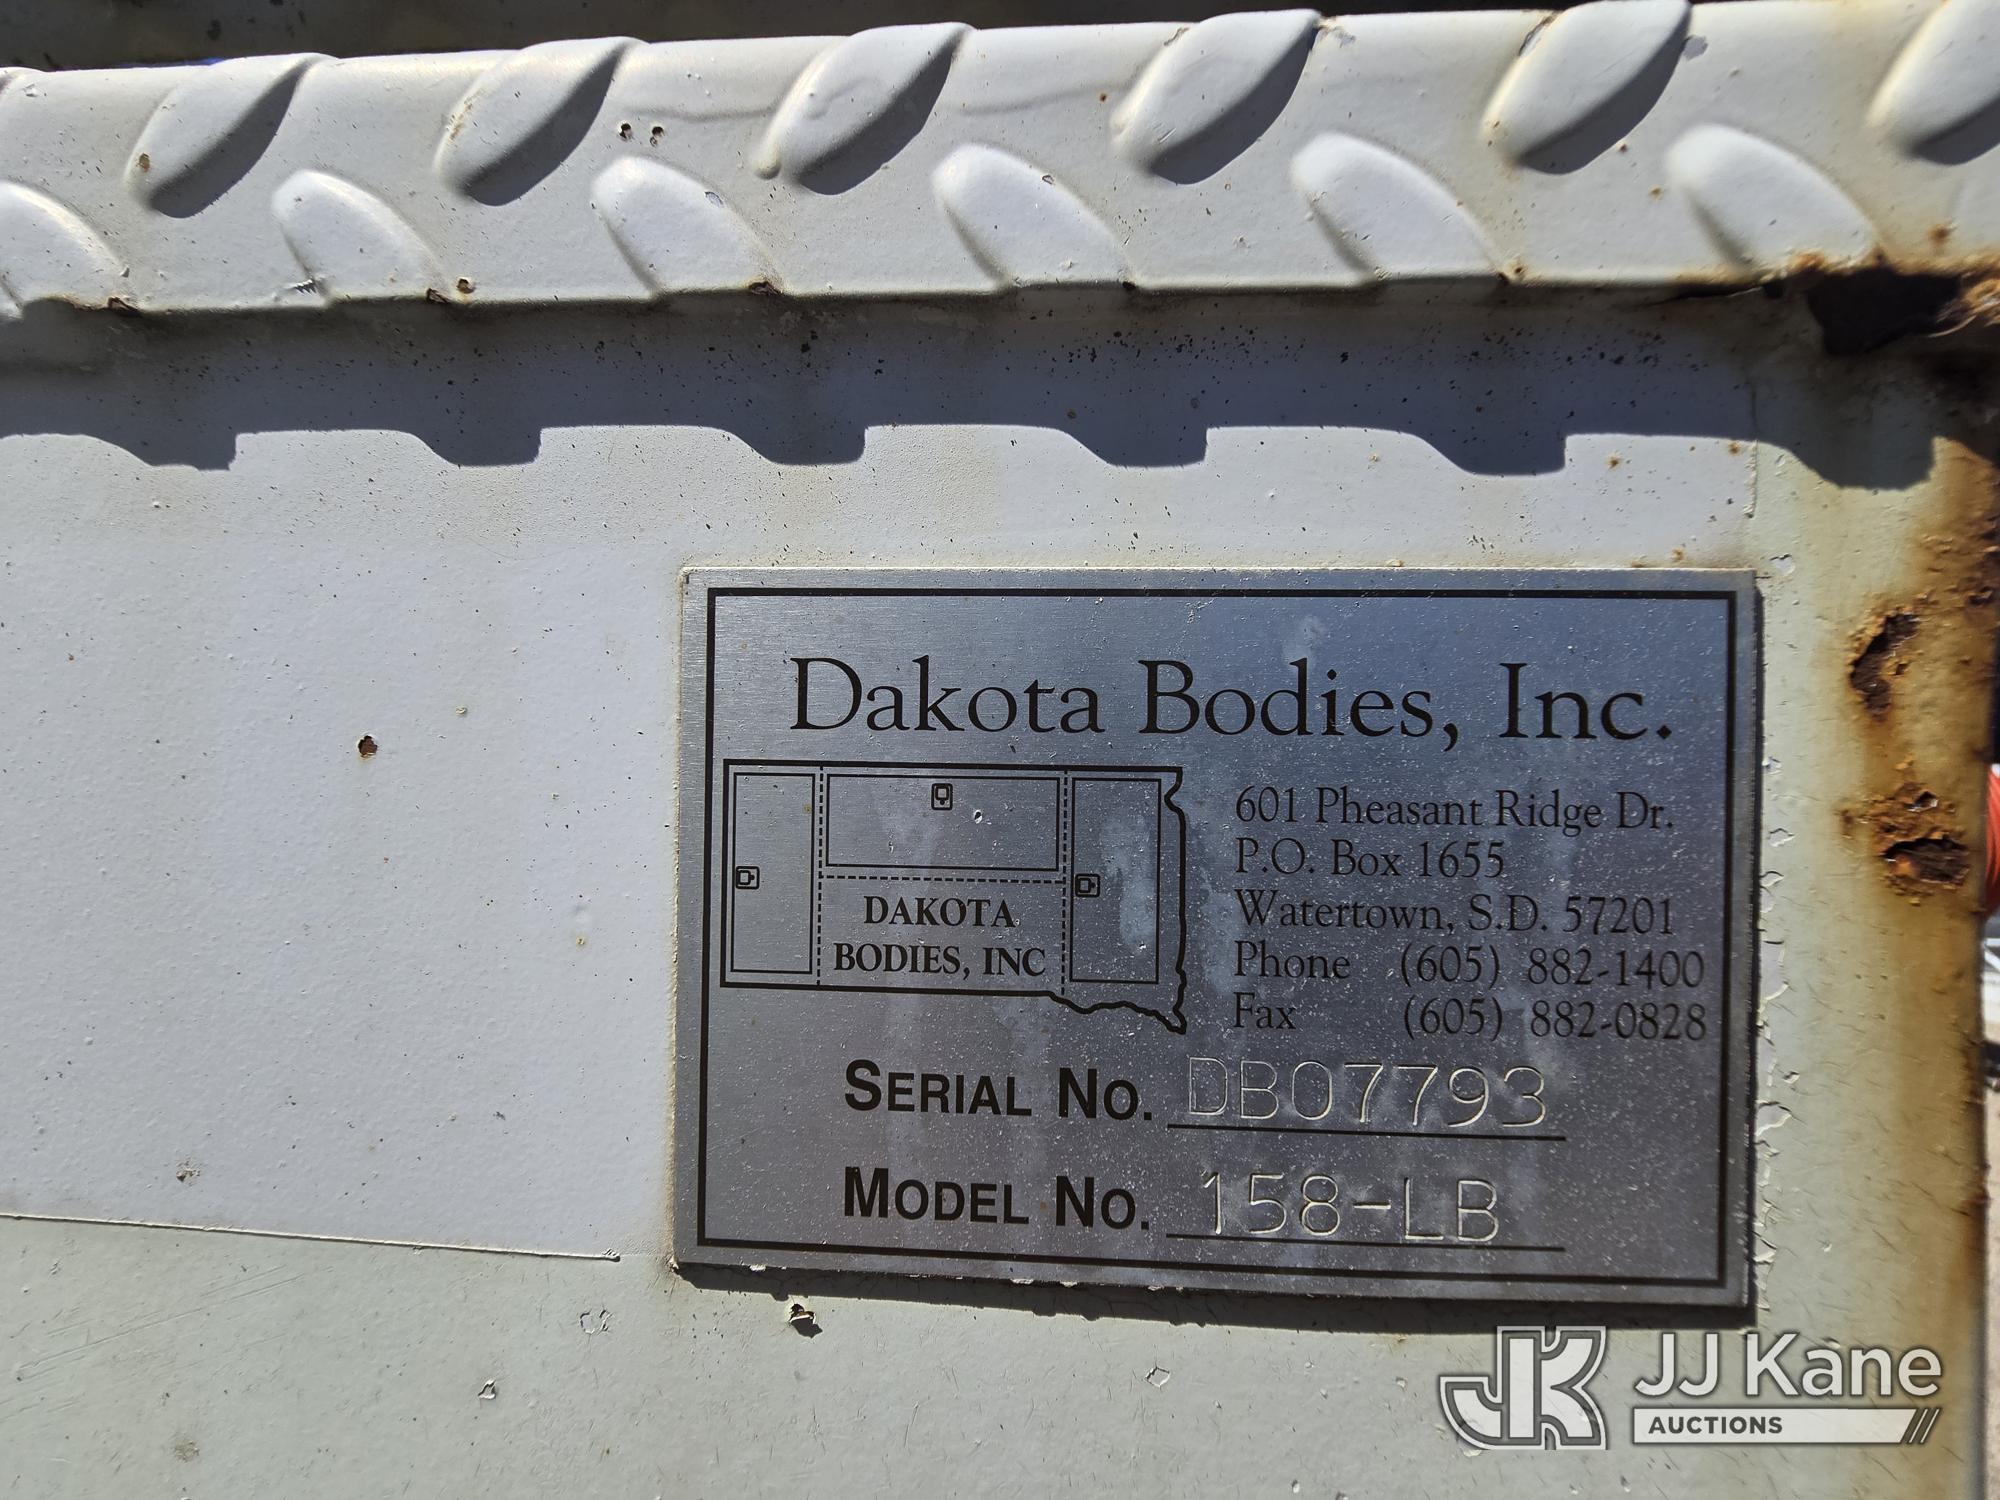 Dakota Bodies, Inc.
DAKOTA
BODIES, INC
601 Pheasant Ridge Dr.
P.O. Box 1655
Watertown, S.D. 57201
Phone (605) 882-1400
Fax (605) 882-0828
SERIAL NO. DB07793
MODEL NO. 158-LB
JK JJ Kane
AUCTIONS